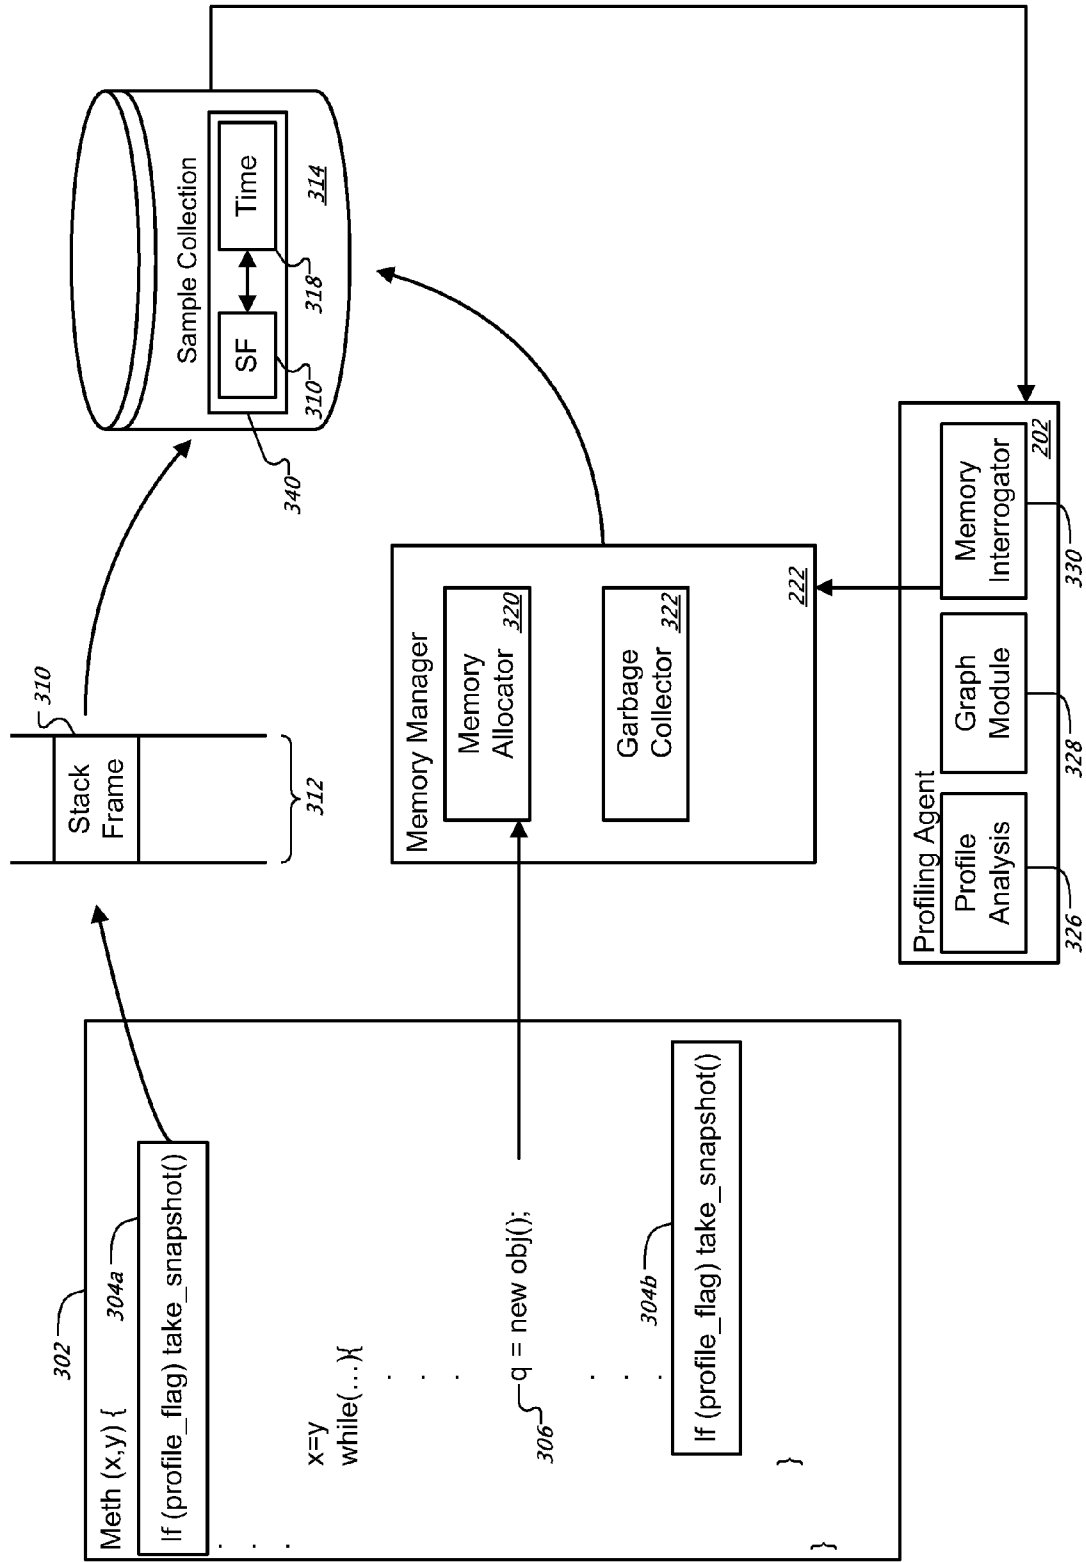 302
Meth (x,y) {
304a
If (profile_flag) take_snapshot()
. . .
x=y
while(...){
. . .
306
q = new obj();
. . .
304b
If (profile_flag) take_snapshot()
}
}
310
Stack
Frame
312
Memory Manager
Memory
Allocator
320
Garbage
Collector
322
222
Sample Collection
SF
Time
310
318
314
340
Profiling Agent
Profile
Analysis
Graph
Module
Memory
Interrogator
202
326
328
330